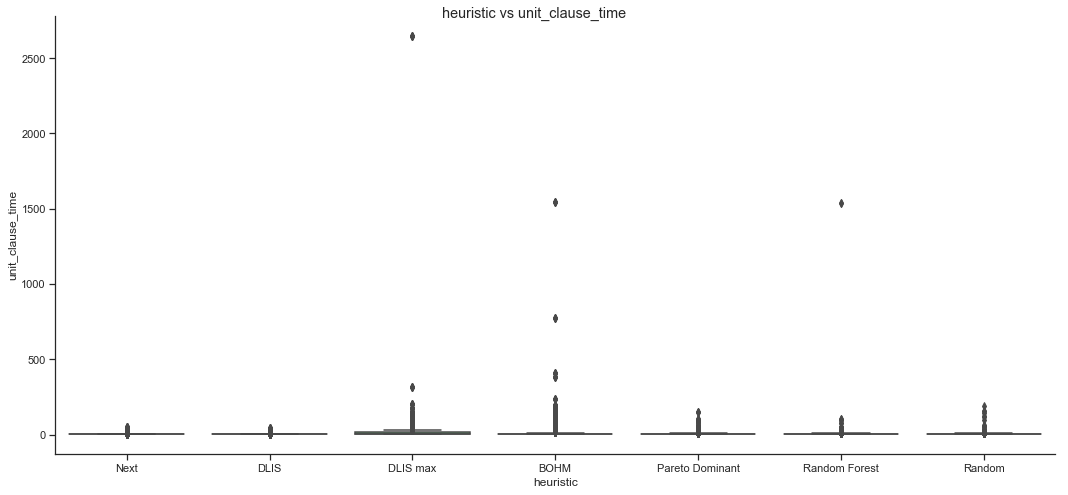 heuristic vs unit_clause_time
2500
2000
1500
1000
500
0
unit_clause_time
Next
DLIS
DLIS max
BOHM
Pareto Dominant
Random Forest
Random
heuristic